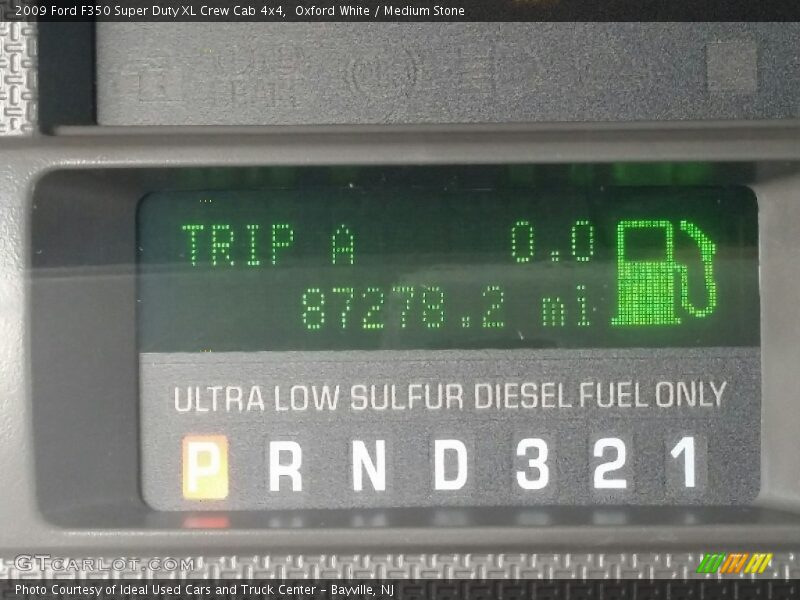 2009 Ford F350 Super Duty XL Crew Cab 4x4,  Oxford White / Medium Stone
TRIP A 0.0
87278.2 mi
ULTRA LOW SULFUR DIESEL FUEL ONLY
P R N D 3 2 1
GTCARLOT.COM
Photo Courtesy of Ideal Used Cars and Truck Center – Bayville, NJ